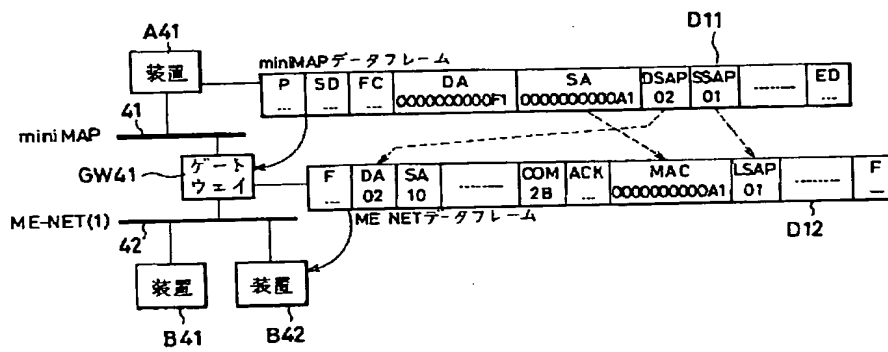 A41
装置
miniMAPデータフレーム
D11
P
...
SD
...
FC
...
DA
0000000000F1
SA
0000000000A1
DSAP
02
SSAP
01
ED
...
41
miniMAP
GW41
ゲート
ウェイ
F
...
DA
02
SA
10
COM
2B
ACK
...
MAC
0000000000A1
LSAP
01
F
...
ME-NET(1)
42
ME NETデータフレーム
D12
装置
装置
B41
B42